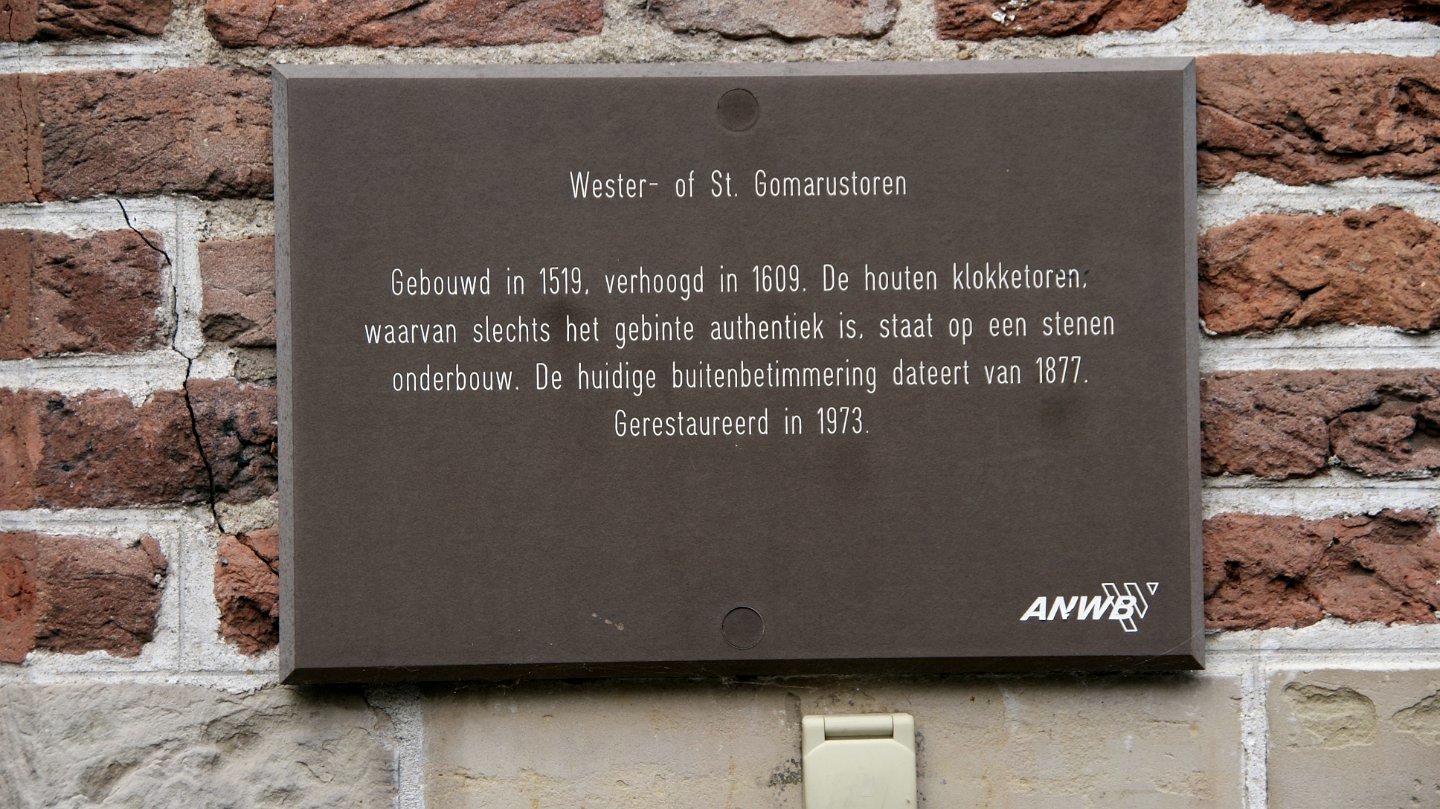 Wester- of St. Gomarustoren
Gebouwd in 1519, verhoogd in 1609. De houten klokketoren,
waarvan slechts het gebinte authentiek is, staat op een stenen
onderbouw. De huidige buitenbetimmering dateert van 1877.
Gerestaureerd in 1973.
ANWB